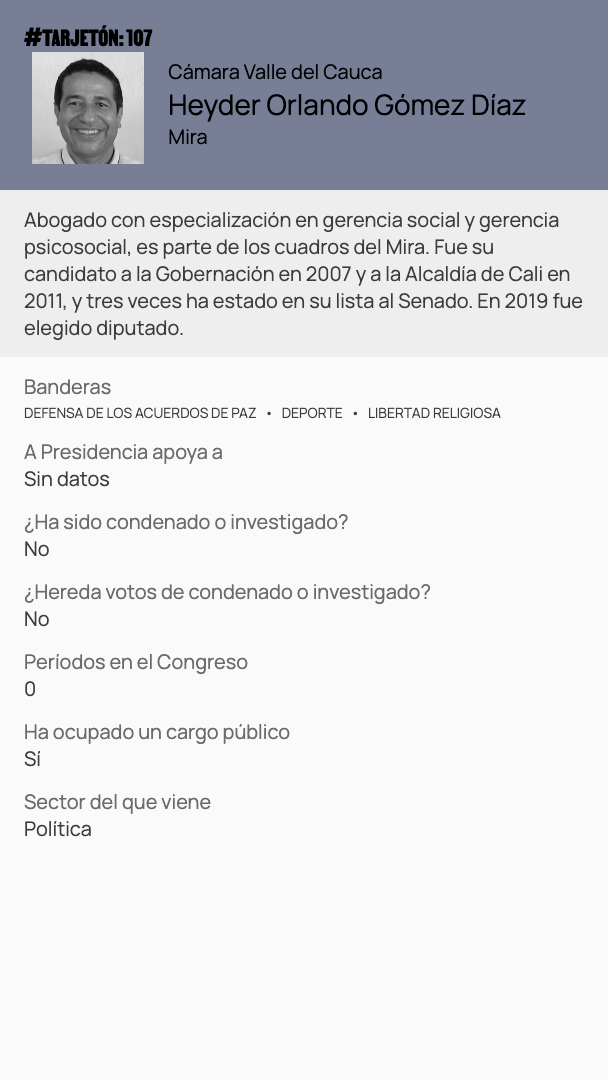 #TARJETÓN: 107
Cámara Valle del Cauca
Heyder Orlando Gómez Díaz
Mira
Abogado con especialización en gerencia social y gerencia
psicosocial, es parte de los cuadros del Mira. Fue su
candidato a la Gobernación en 2007 y a la Alcaldía de Cali en
2011, y tres veces ha estado en su lista al Senado. En 2019 fue
elegido diputado.
Banderas
DEFENSA DE LOS ACUERDOS DE PAZ • DEPORTE • LIBERTAD RELIGIOSA
A Presidencia apoya a
Sin datos
¿Ha sido condenado o investigado?
No
¿Hereda votos de condenado o investigado?
No
Períodos en el Congreso
0
Ha ocupado un cargo público
Sí
Sector del que viene
Política